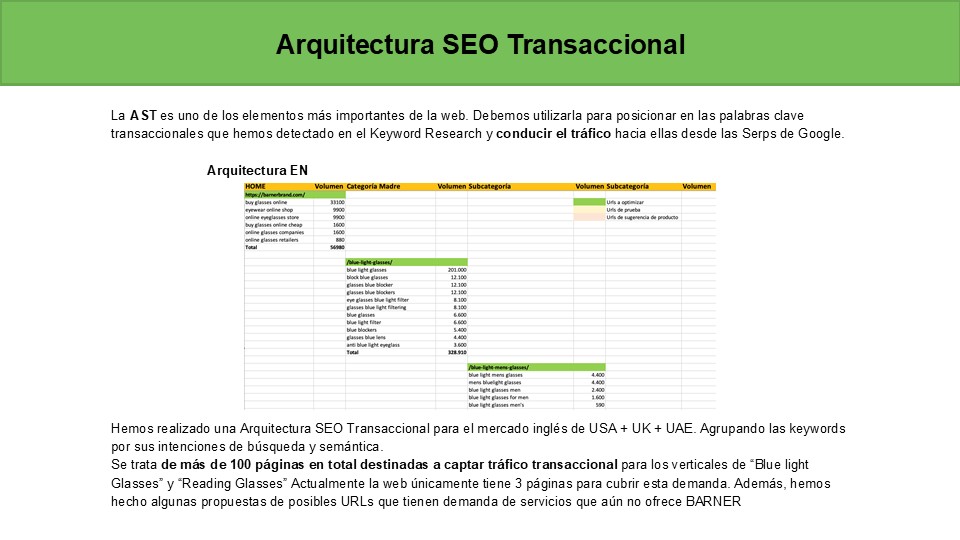 Arquitectura SEO Transaccional
La AST es uno de los elementos más importantes de la web. Debemos utilizarla para posicionar en las palabras clave
transaccionales que hemos detectado en el Keyword Research y conducir el tráfico hacia ellas desde las Serps de Google.
Arquitectura EN
HOME Volumen Categoría Madre Volumen Subcategoría Volumen Subcategoría Volumen
https://barnerbrand.com/
buy glasses online 33100 Urls a optimizar
eyewear online shop 9900 Urls de prueba
online eyeglasses store 9900 Urls de sugerencia de producto
buy glasses online cheap 1600
online glasses companies 1600
online glasses retailers 880
Total 56980
/blue-light-glasses/
blue light glasses 201.000
block blue glasses 12.100
glasses blue blocker 12.100
glasses blue blockers 12.100
eye glasses blue light filter 8.100
glasses blue light filtering 8.100
blue glasses 6.600
blue light filter 6.600
blue blockers 5.400
glasses blue lens 4.400
anti blue light eyeglass 3.600
Total 328.910
/blue-light-mens-glasses/
blue light mens glasses 4.400
mens bluelight glasses 4.400
blue light glasses men 2.400
blue light glasses for men 1.600
blue light glasses men's 590
Hemos realizado una Arquitectura SEO Transaccional para el mercado inglés de USA + UK + UAE. Agrupando las keywords
por sus intenciones de búsqueda y semántica.
Se trata de más de 100 páginas en total destinadas a captar tráfico transaccional para los verticales de “Blue light
Glasses” y “Reading Glasses” Actualmente la web únicamente tiene 3 páginas para cubrir esta demanda. Además, hemos
hecho algunas propuestas de posibles URLs que tienen demanda de servicios que aún no ofrece BARNER